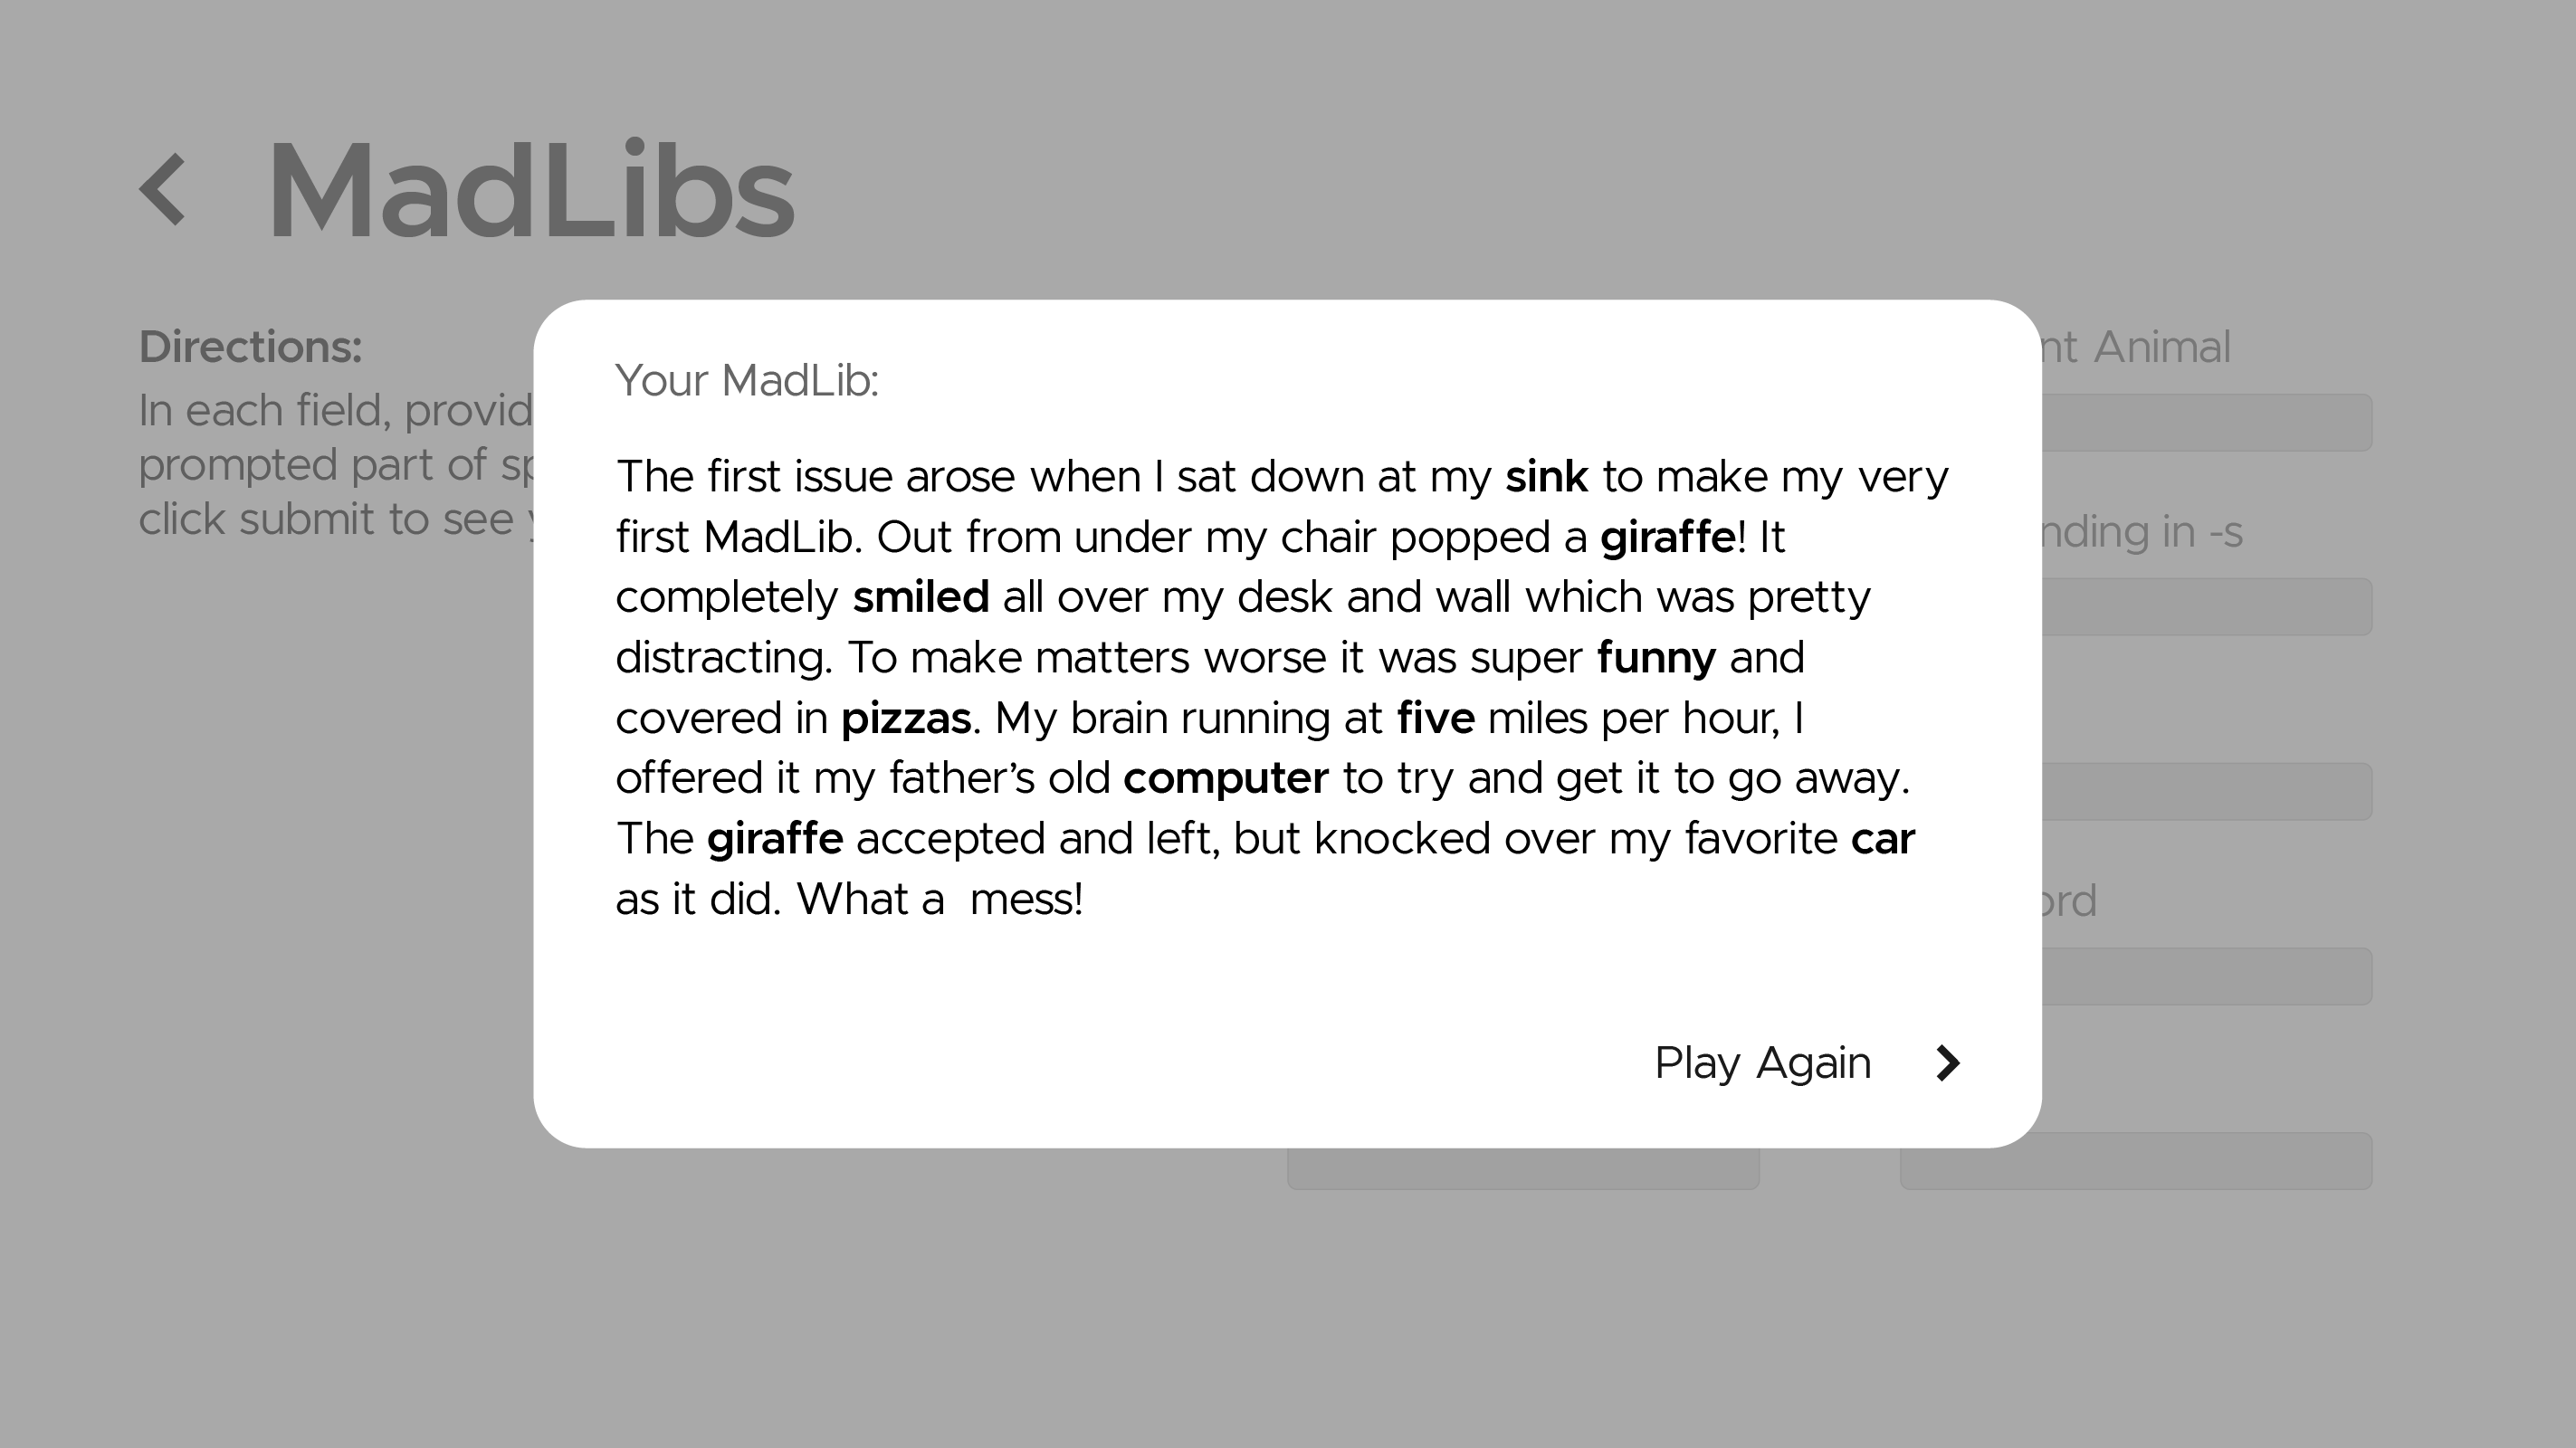 MadLibs
Directions:
In each field, provid
prompted part of sp
click submit to see
Your MadLib:
The first issue arose when I sat down at my sink to make my very
first MadLib. Out from under my chair popped a giraffe! It
completely smiled all over my desk and wall which was pretty
distracting. To make matters worse it was super funny and
covered in pizzas. My brain running at five miles per hour, I
offered it my father’s old computer to try and get it to go away.
The giraffe accepted and left, but knocked over my favorite car
as it did. What a  mess!
Play Again
nt Animal
nding in -s
ord